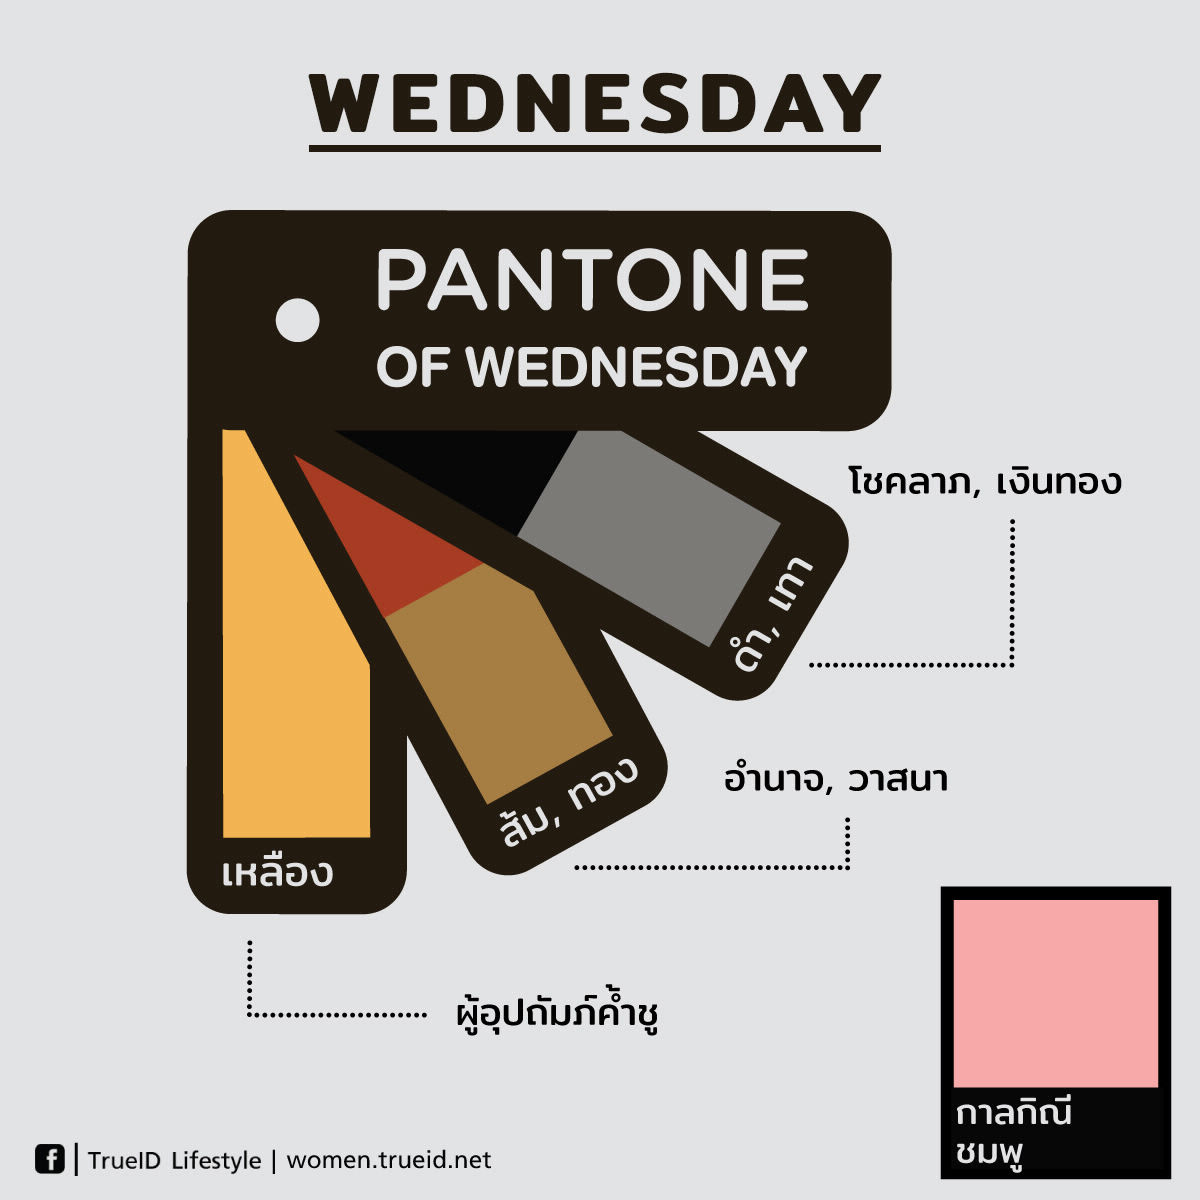 WEDNESDAY
PANTONE
OF WEDNESDAY
โชคลาภ, เงินทอง
ดำ, เทา
อำนาจ, วาสนา
ส้ม, ทอง
เหลือง
ผู้อุปถัมภ์ค้ำชู
กาลกิณี
ชมพู
f | TrueID Lifestyle | women.trueid.net